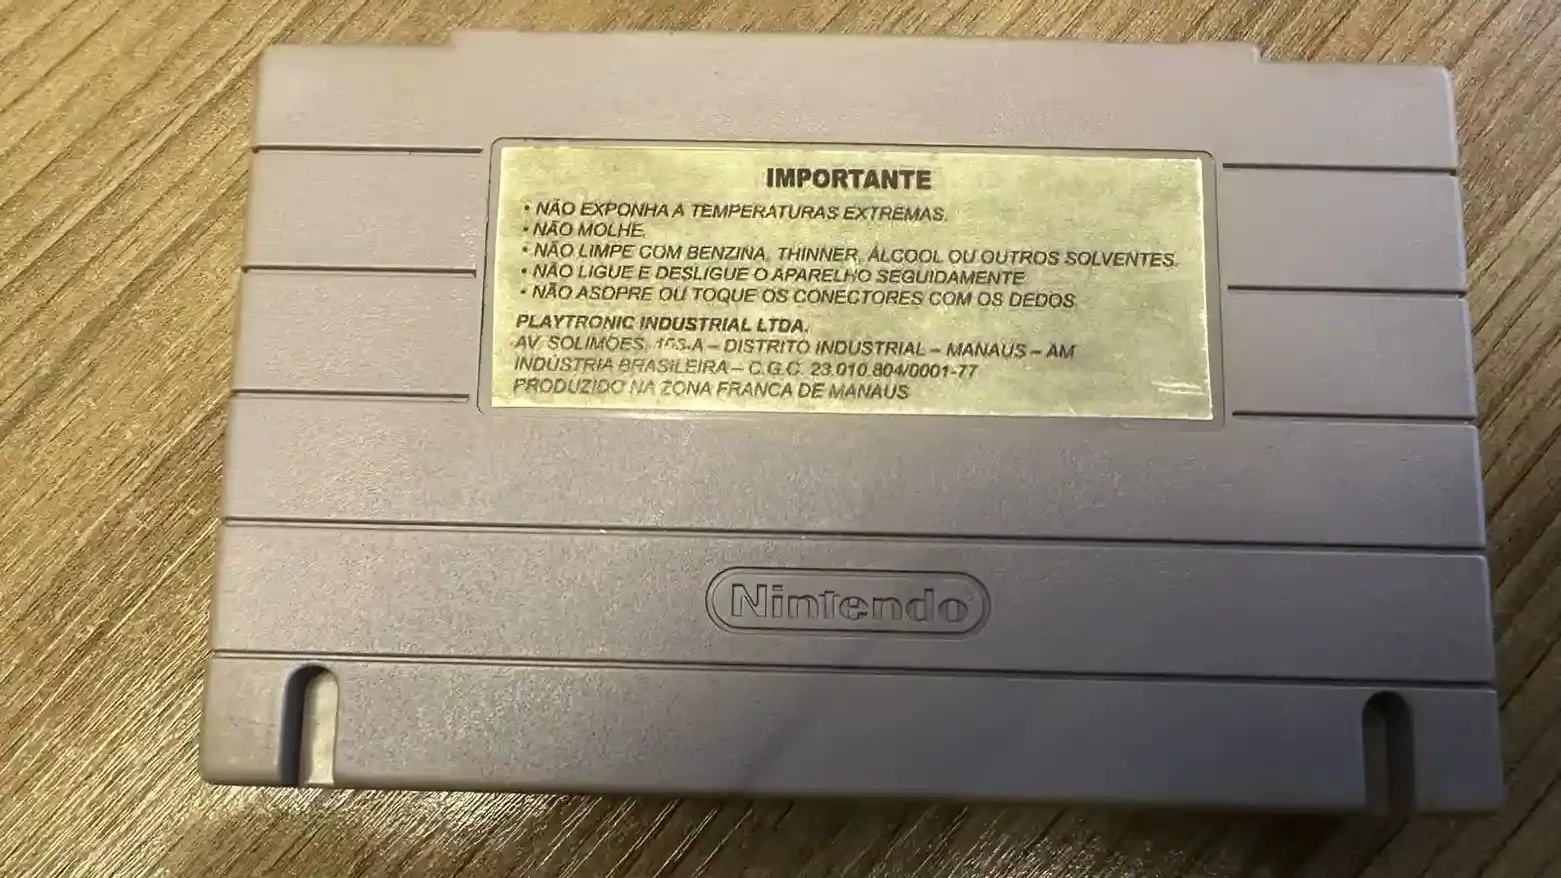 IMPORTANTE
• NÃO EXPONHA A TEMPERATURAS EXTREMAS.
• NÃO MOLHE.
• NÃO LIMPE COM BENZINA, THINNER, ÁLCOOL OU OUTROS SOLVENTES.
• NÃO LIGUE E DESLIGUE O APARELHO SEGUIDAMENTE
• NÃO ASOPRE OU TOQUE OS CONECTORES COM OS DEDOS
PLAYTRONIC INDUSTRIAL LTDA.
AV. SOLIMÕES, – DISTRITO INDUSTRIAL – MANAUS – AM
INDÚSTRIA BRASILEIRA – C.G.C. 23.010.804/0001-77
PRODUZIDO NA ZONA FRANCA DE MANAUS
Nintendo®